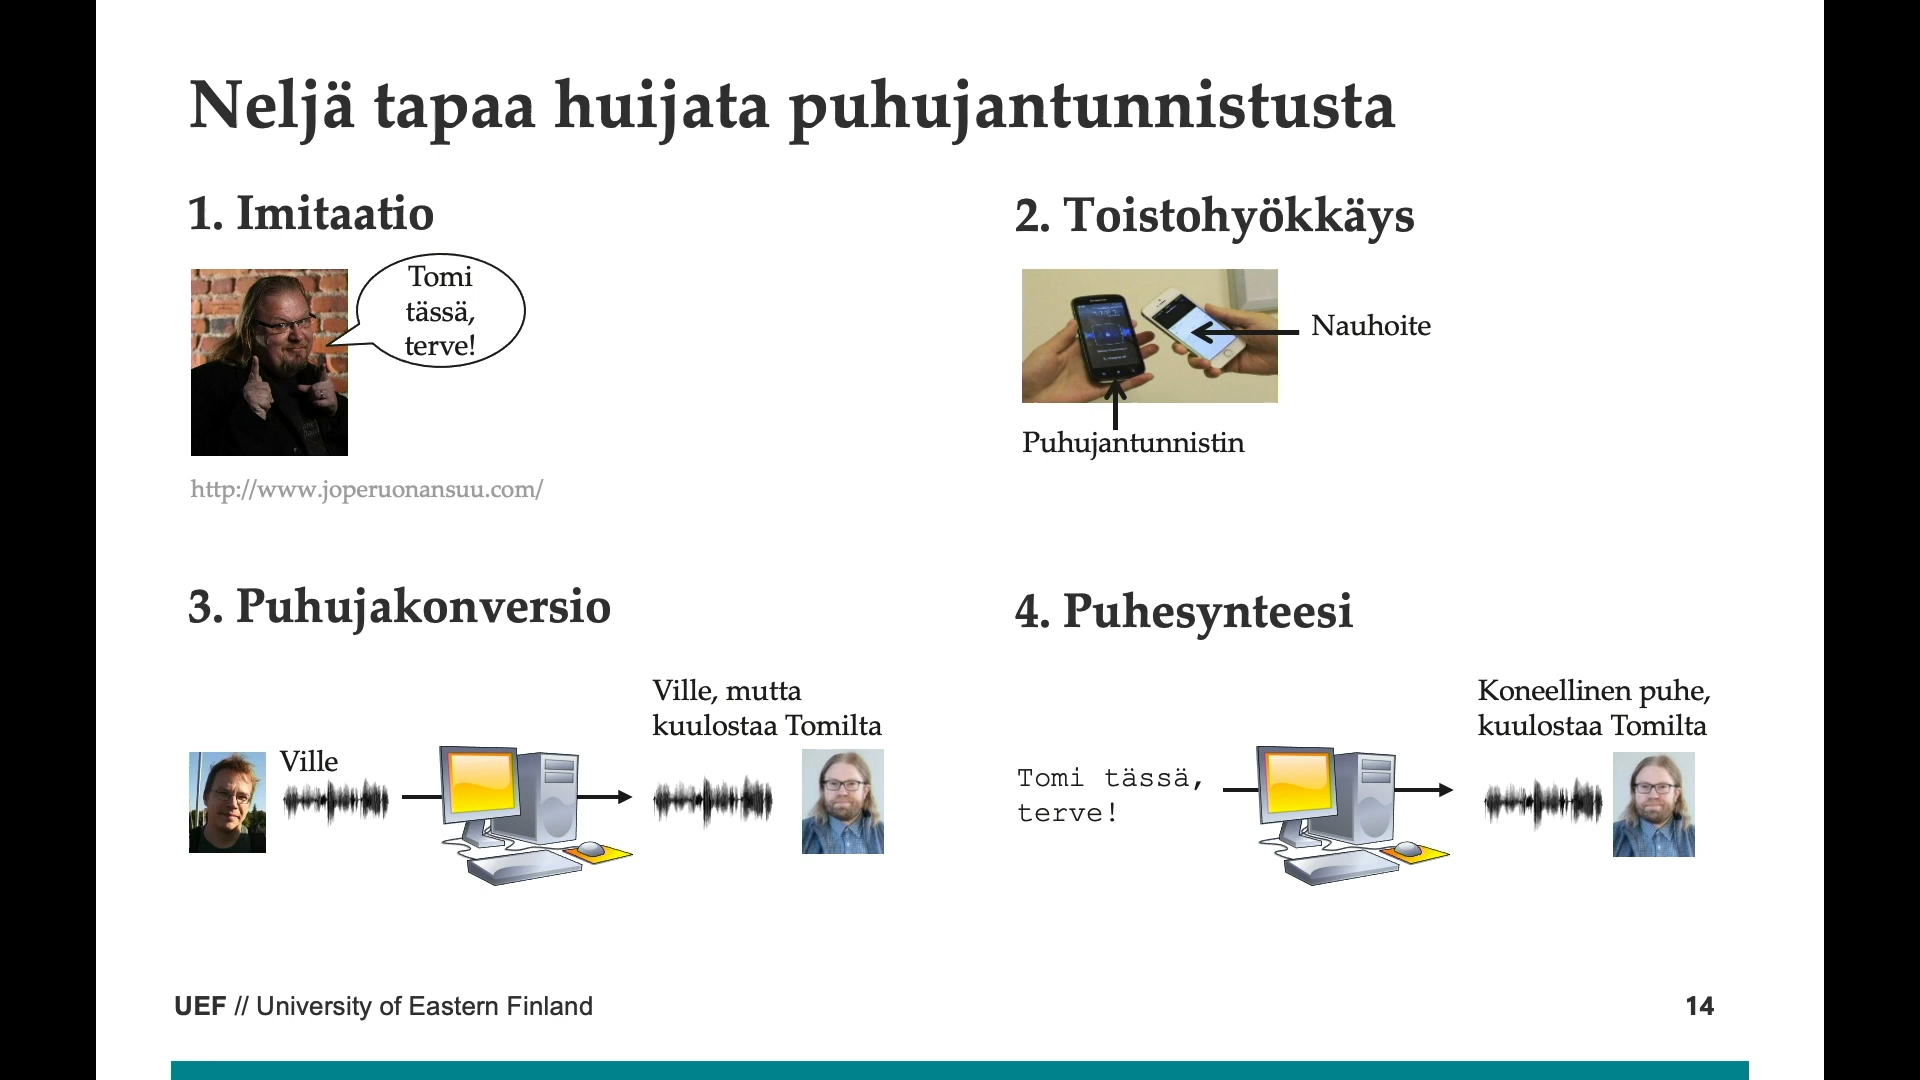 Neljä tapaa huijata puhujantunnistusta
1. Imitaatio
Tomi
tässä,
terve!
http://www.joperuonansuu.com/
2. Toistohyökkäys
Nauhoite
Puhujantunnistin
3. Puhujakonversio
Ville
Ville, mutta
kuulostaa Tomilta
4. Puhesynteesi
Tomi tässä,
terve!
Koneellinen puhe,
kuulostaa Tomilta
UEF // University of Eastern Finland
14